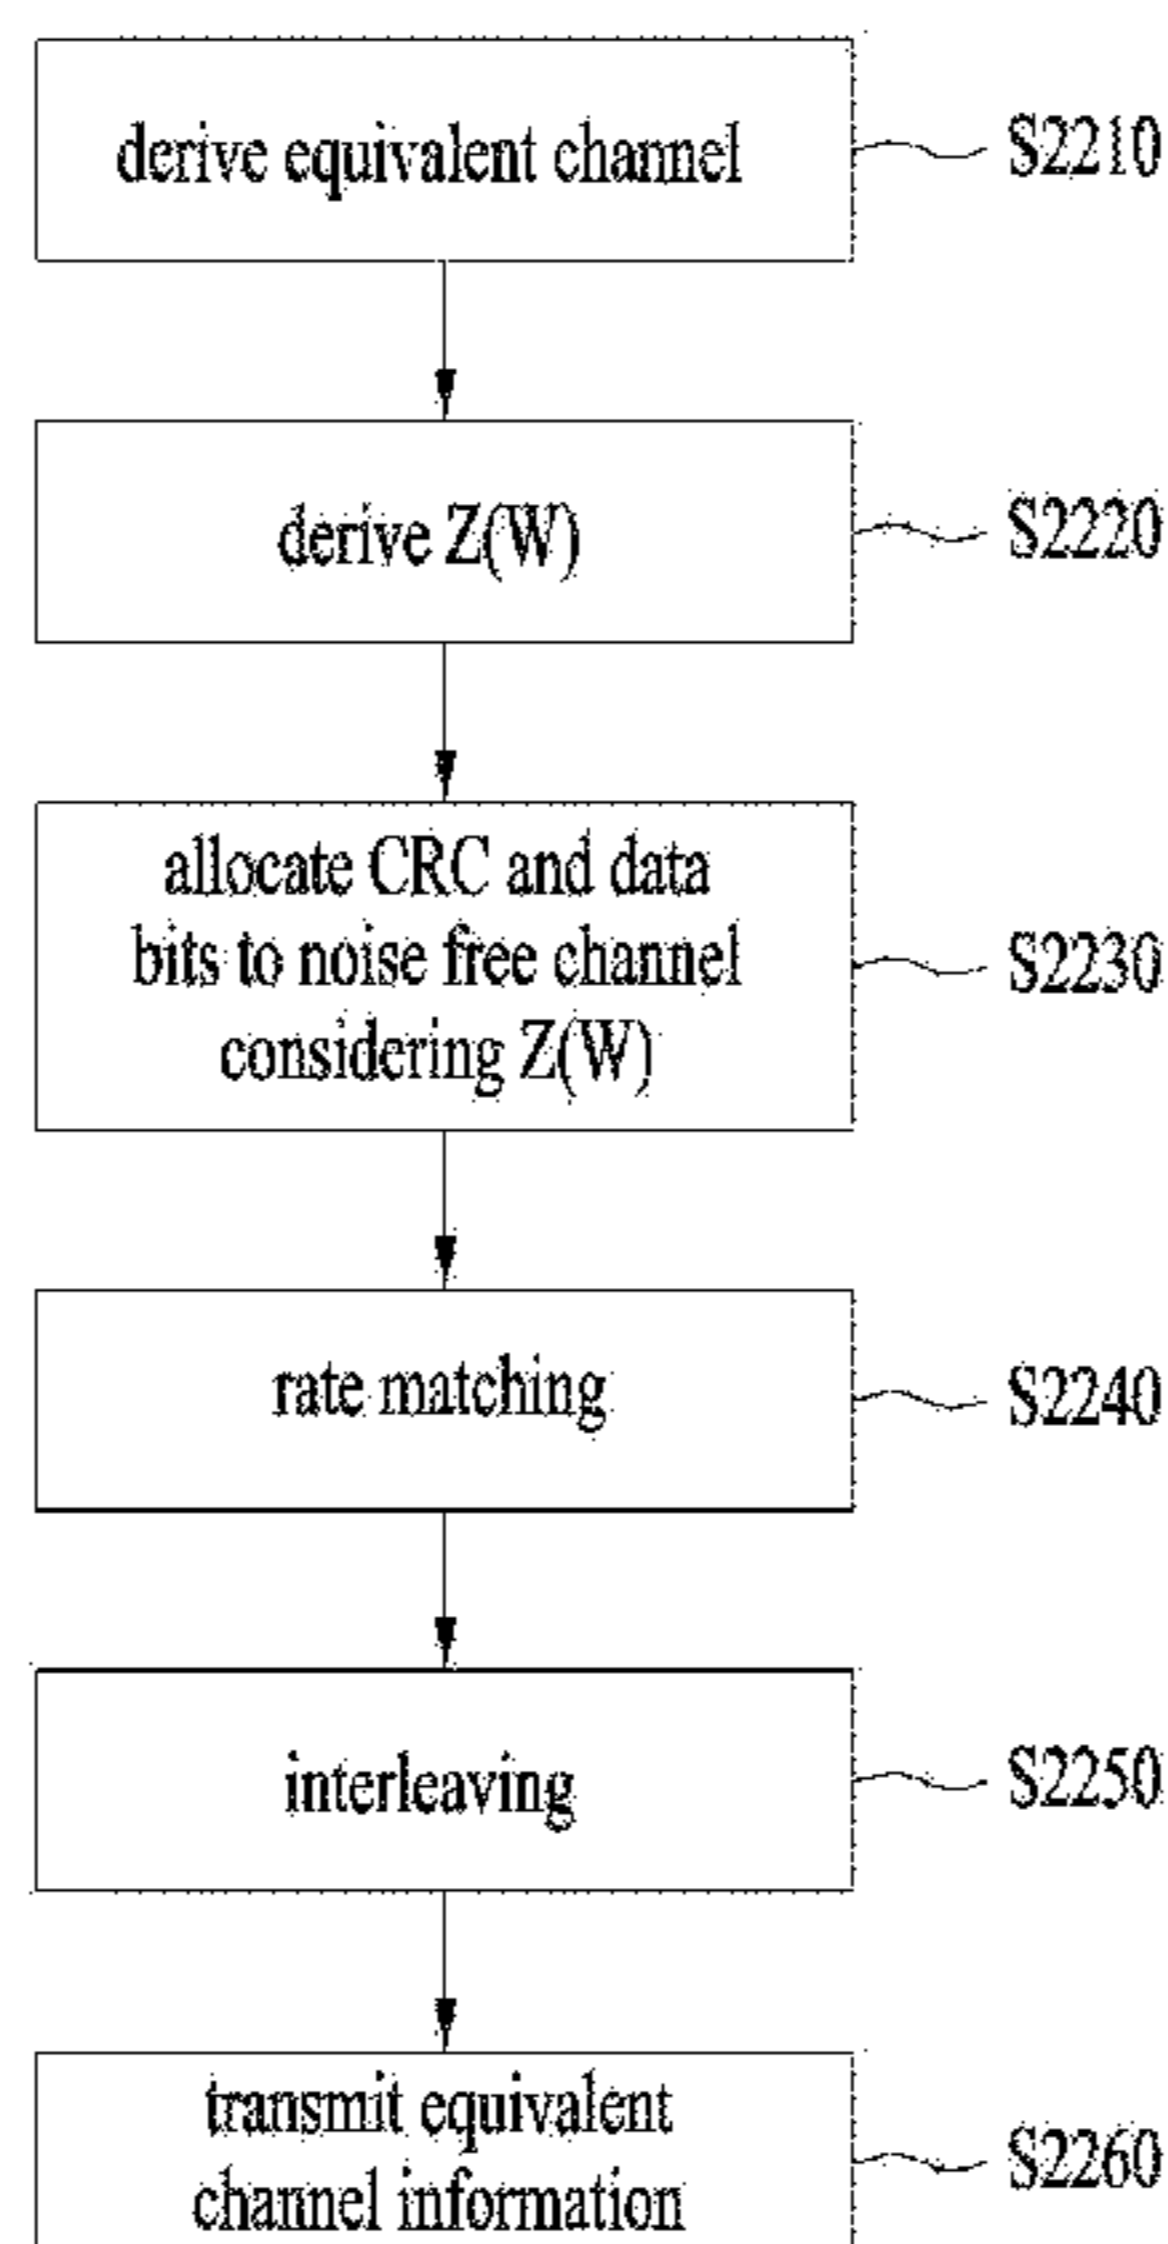 derive equivalent channel
S2210
derive Z(W)
S2220
allocate CRC and data
bits to noise free channel
considering Z(W)
S2230
rate matching
S2240
interleaving
S2250
transmit equivalent
channel information
S2260